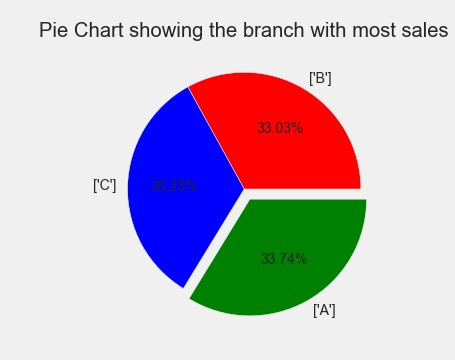 Pie Chart showing the branch with most sales
['B']
33.03%
['C']
33.23%
33.74%
['A']